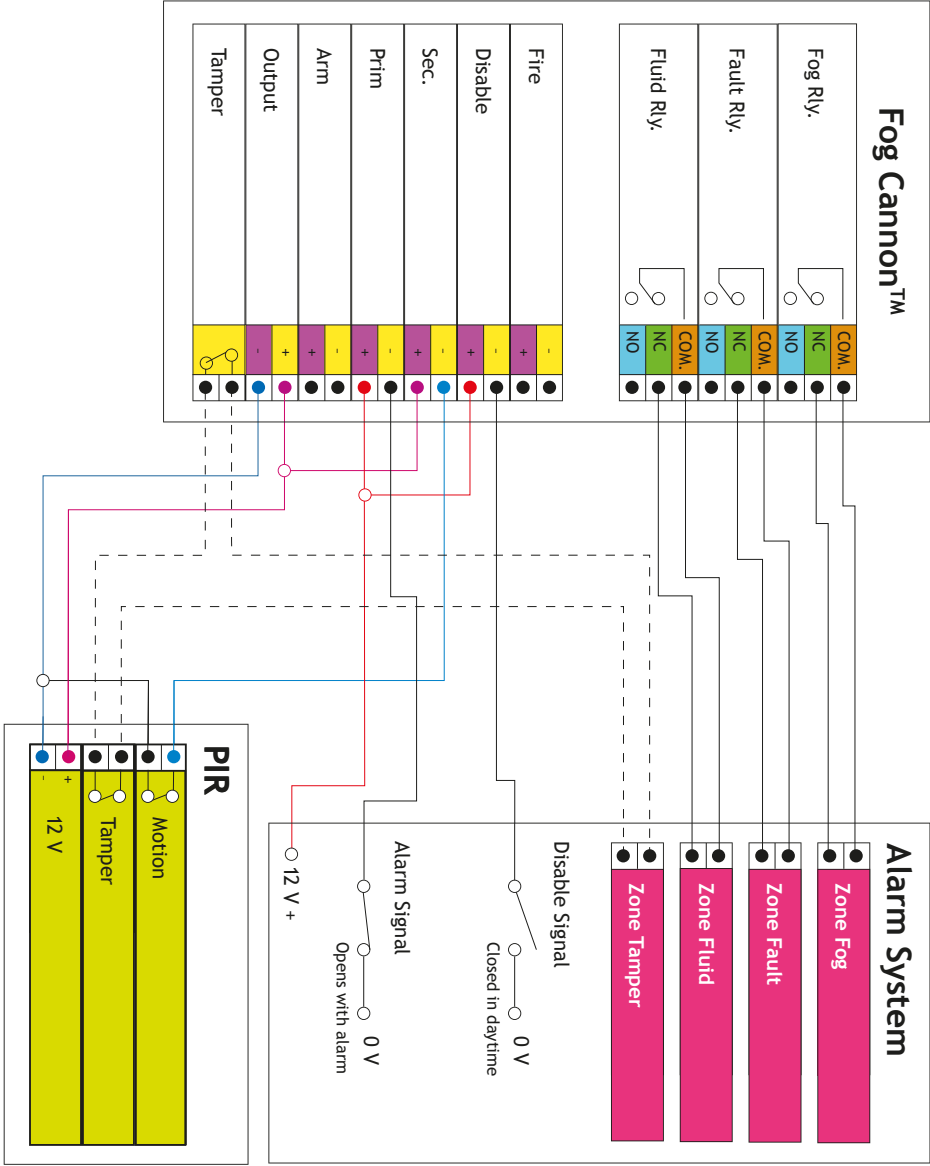 Fog Cannon™
Fog Rly.
COM.
NC
NO
Fault Rly.
COM.
NC
NO
Fluid Rly.
COM.
NC
NO
Fire
-
+
Disable
-
+
Sec.
-
+
Prim
-
+
Arm
-
+
Output
+
-
Tamper
Alarm System
Zone Fog
Zone Fault
Zone Fluid
Zone Tamper
Disable Signal
0 V
Closed in daytime
Alarm Signal
0 V
Opens with alarm
12 V +
PIR
Motion
Tamper
+
-
12 V